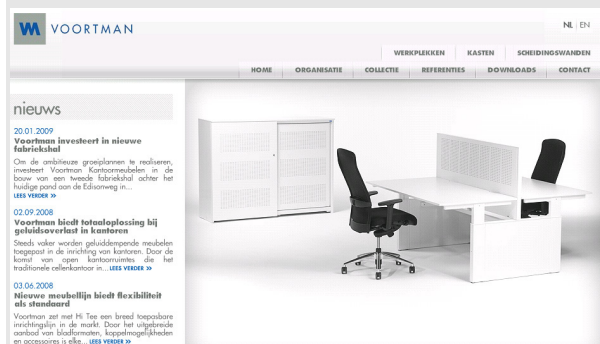 VM VOORTMAN
NL | EN
WERKPLEKKEN KASTEN SCHEIDINGSWANDEN
HOME ORGANISATIE COLLECTIE REFERENTIES DOWNLOADS CONTACT
nieuws
20.01.2009
Voortman investeert in nieuwe
fabriekshal
Om de ambitieuze groeiplannen te realiseren,
investeert Voortman Kantoormeubelen in de
bouw van een tweede fabriekshal achter het
huidige pand aan de Edisonweg in...
LEES VERDER »
02.09.2008
Voortman biedt totaaloplossing bij
geluidsoverlast in kantoren
Steeds vaker worden geluiddempende meubelen
toegepast in de inrichting van kantoren. Door de
komst van open kantoorruimtes die het
traditionele cellenkantoor in... LEES VERDER »
03.06.2008
Nieuwe meubellijn biedt flexibiliteit
als standaard
Voortman zet met Hi Tee een breed toepasbare
inrichtingslijn in de markt. Door het uitgebreide
aanbod van bladformaten, koppelmogelijkheden
en accessoires is elke... LEES VERDER »